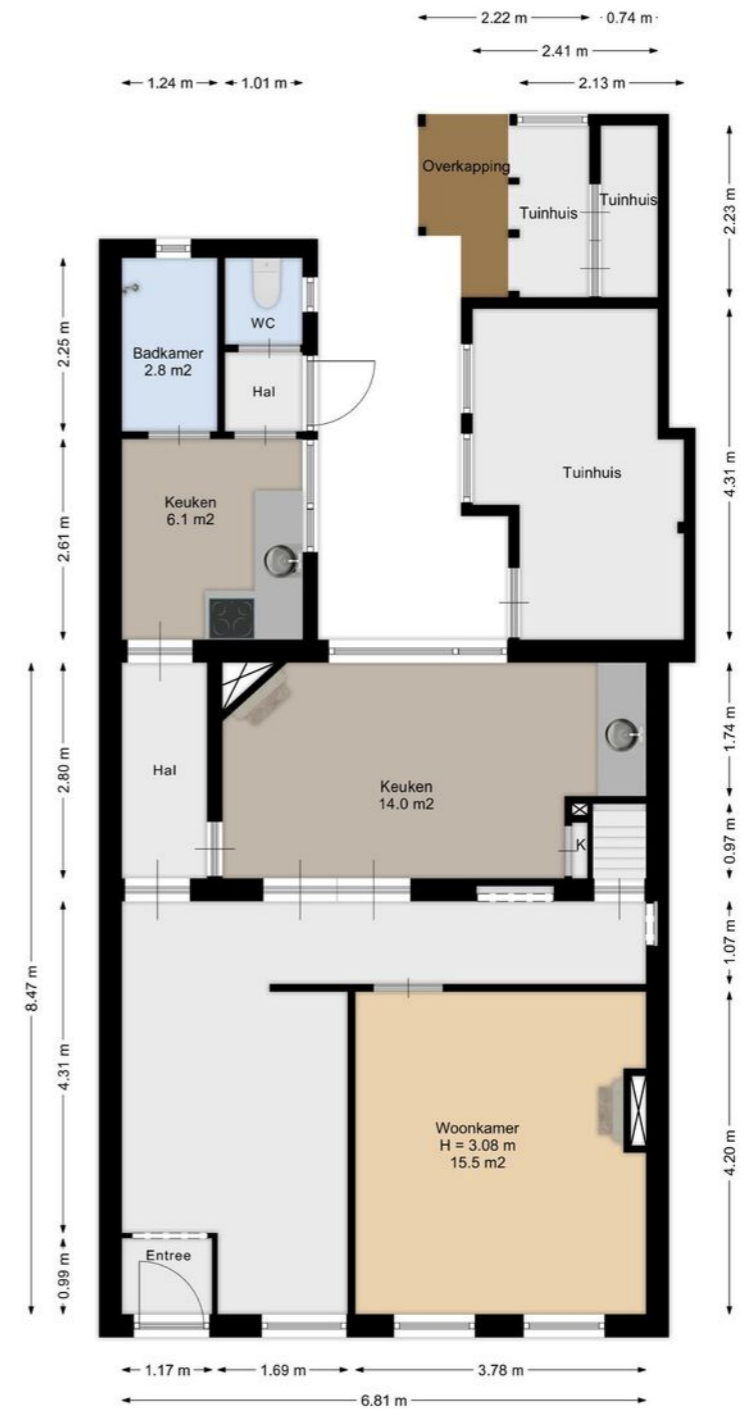 2.22 m
0.74 m
2.41 m
1.24 m
1.01 m
2.13 m
Overkapping
Tuinhuis
Tuinhuis
2.23 m
2.25 m
WC
Badkamer
2.8 m2
Hal
Tuinhuis
4.31 m
Keuken
6.1 m2
2.61 m
1.74 m
Hal
2.80 m
Keuken
14.0 m2
0.97 m
K
1.07 m
8.47 m
4.31 m
Woonkamer
H = 3.08 m
15.5 m2
4.20 m
Entree
0.99 m
1.17 m
1.69 m
3.78 m
6.81 m